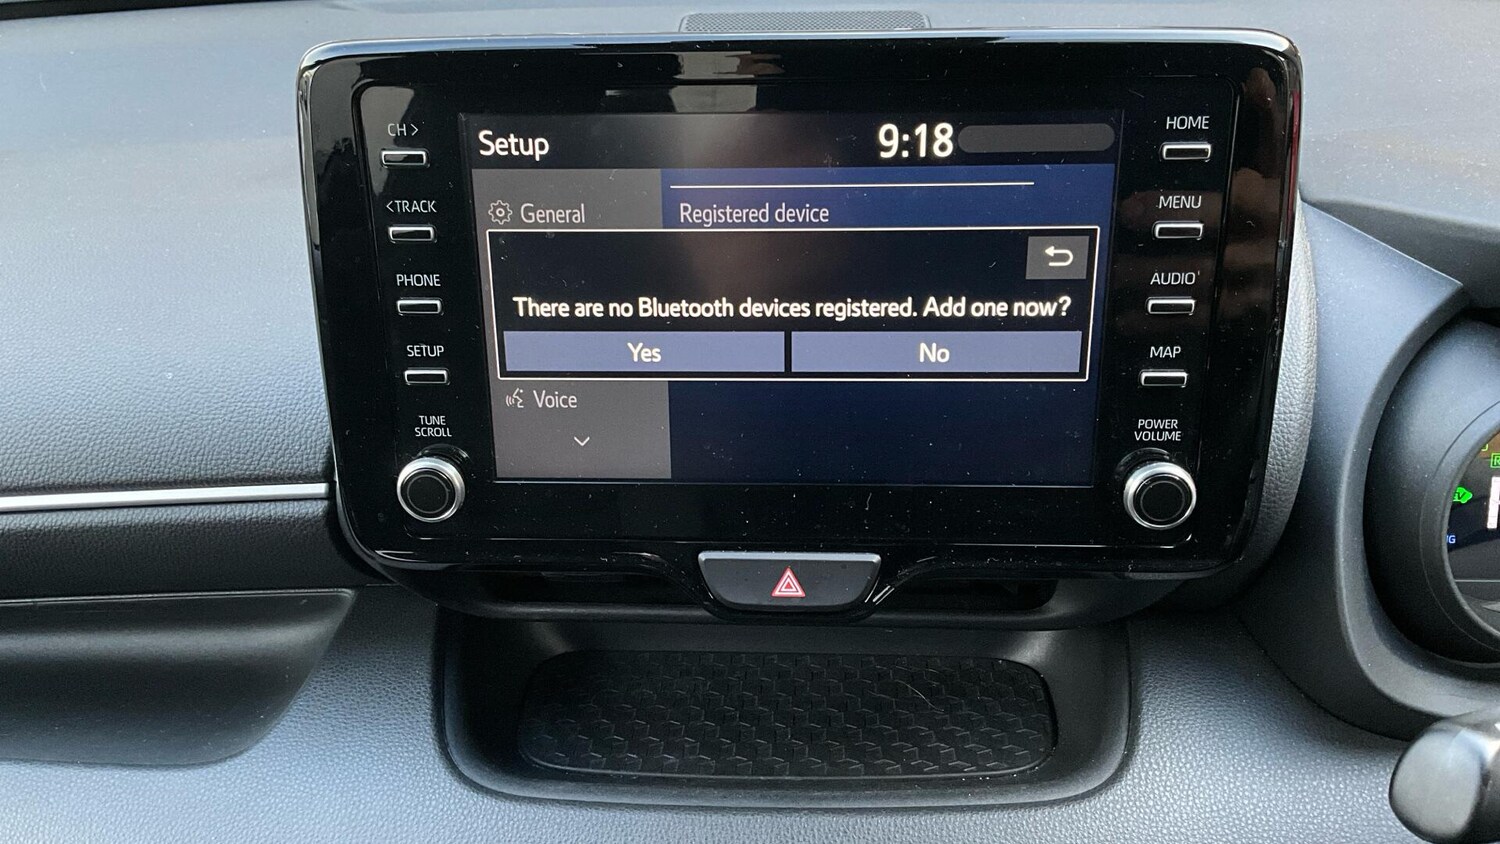 CH >
<TRACK
PHONE
SETUP
TUNE
SCROLL
Setup
9:18
General
Registered device
There are no Bluetooth devices registered. Add one now?
Yes
No
Voice
HOME
MENU
AUDIO
MAP
POWER
VOLUME
EV